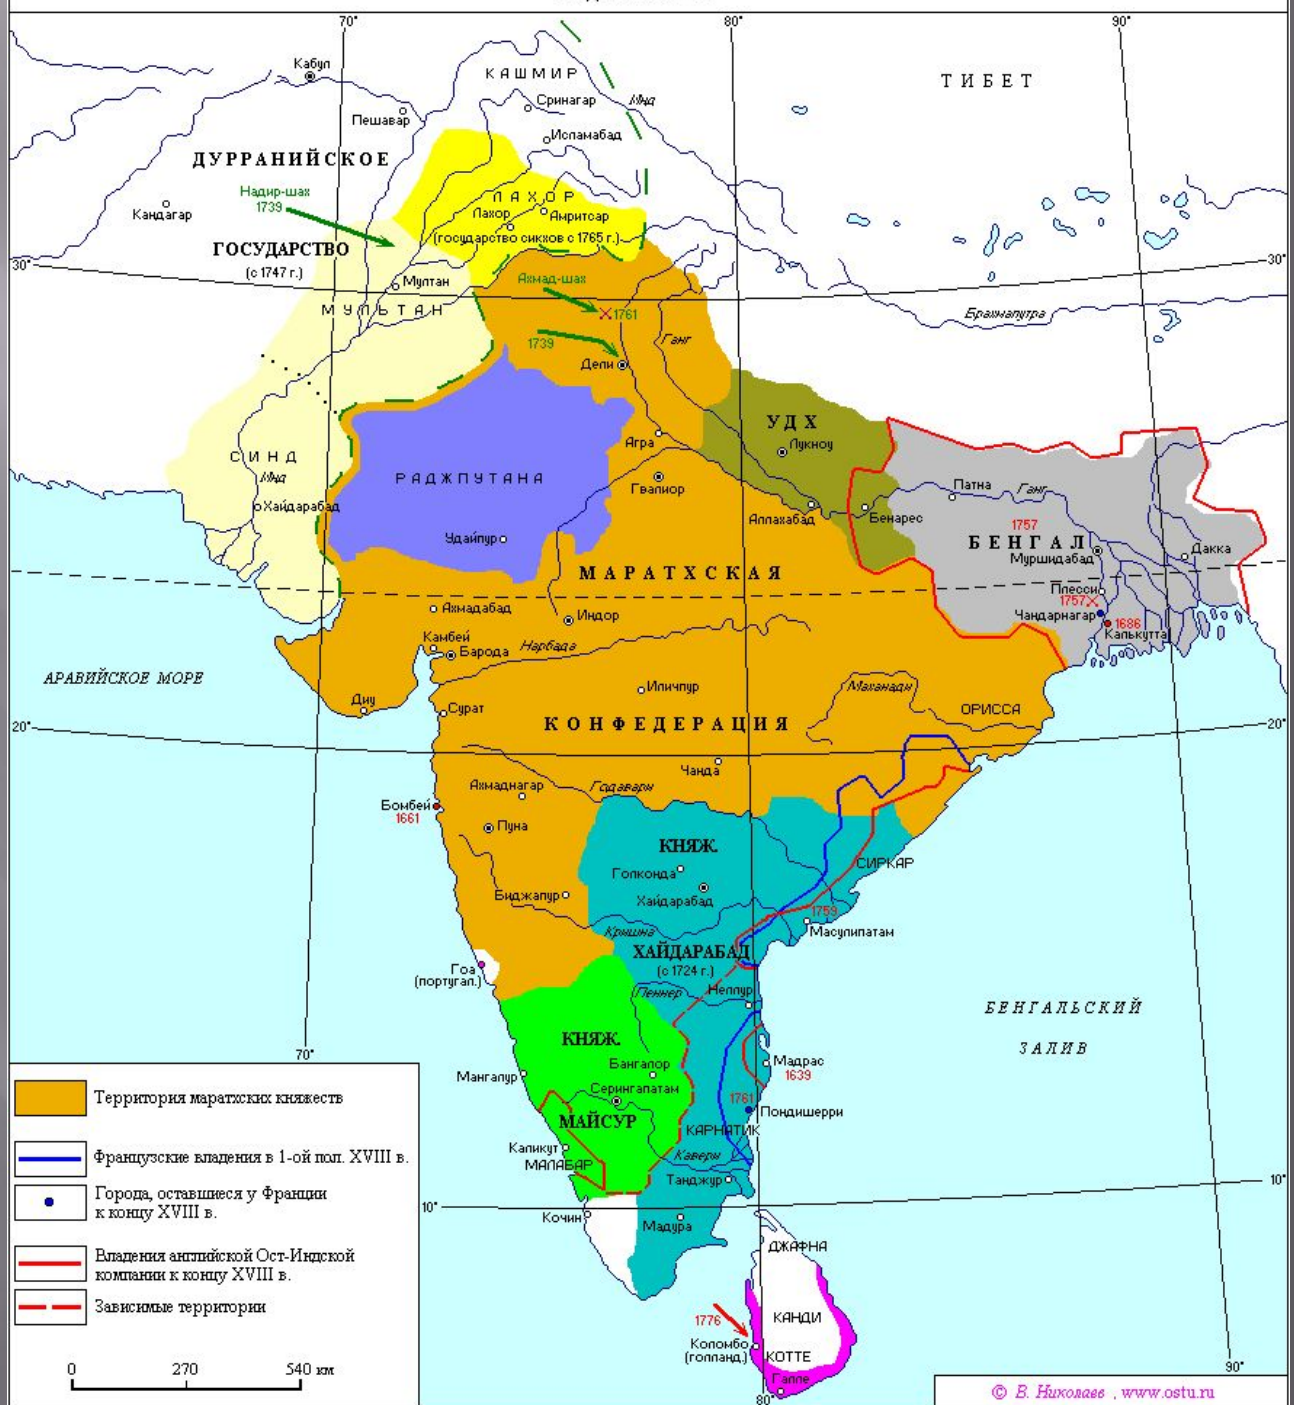 70°
80°
90°
Кабул
КАШМИР
ТИБЕТ
Сринагар
Инд
Пешавар
Исламабад
ДУРРАНИЙСКОЕ
Надир-шах
1739
ЛАХОР
Кандагар
Лахор
Амритсар
(государство сикхов с 1765 г.)
ГОСУДАРСТВО
(с 1747 г.)
30°
30°
Мултан
Ахмад-шах
МУЛЬТАН
1761
Брахмапутра
1739
Ганг
Дели
УДХ
Агра
Лукноу
СИНД
Инд
РАДЖПУТАНА
Гвалиор
Патна
Ганг
Хайдарабад
Аллахабад
Бенарес
1757
БЕНГАЛ
Удайпур
Муршидабад
Дакка
МАРАТХСКАЯ
Плесси
1757
Ахмадабад
Индор
Чандарнагар
1686
Калькутта
Камбей
Барода
Нарбада
АРАВИЙСКОЕ МОРЕ
Иличпур
Маханади
Диу
Сурат
ОРИССА
КОНФЕДЕРАЦИЯ
20°
20°
Чанда
Ахмаднагар
Годавари
Бомбей
1661
Пуна
КНЯЖ.
СИРКАР
Голконда
Хайдарабад
Биджапур
1759
Кришна
Масулипатам
ХАЙДАРАБАД
(с 1724 г.)
Гоа
(португал.)
Пеннер
Неллур
БЕНГАЛЬСКИЙ
ЗАЛИВ
КНЯЖ.
70°
Бангалор
Мадрас
1639
Мангалур
Серингапатам
1761
Пондишерри
МАЙСУР
КАРНАТИК
Каликут
Кавери
МАЛАБАР
Танджур
10°
10°
Кочин
Мадура
ДЖАФНА
1776
КАНДИ
Коломбо
(голланд.)
КОТТЕ
Галле
80°
90°
Территория маратхских княжеств
Французские владения в 1-ой пол. XVIII в.
Города, оставшиеся у Франции
к концу XVIII в.
Владения английской Ост-Индской
компании к концу XVIII в.
Зависимые территории
0 270 540 км
© В. Николаев , www.ostu.ru